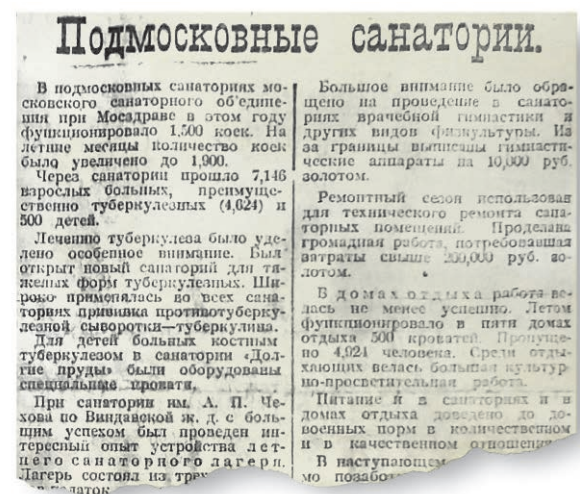 Подмосковные санатории.
В подмосковных санаториях мо-
сковского санаторного об'едине-
ния при Мосздраве в этом году
функционировало 1,500 коек. На
летние месяцы количество коек
было увеличено до 1,900.
Через санатории прошло 7,146
взрослых больных, преимуще-
ственно туберкулезных (4,624) и
500 детей.
Лечению туберкулеза было уде-
лено особенное внимание. Был
открыт новый санаторий для тя-
желых форм туберкулезных. Ши-
роко применялась во всех сана-
ториях прививка противотуберку-
лезной сыворотки—туберкулина.
Для детей больных костным
туберкулезом в санатории «Дол-
гие пруды» были оборудованы
специальные кровати.
При санатории им. А. П. Че-
хова по Виндавской ж. д. с боль-
шим успехом был проведен ин-
тересный опыт устройства лет-
него санаторного лагеря.
Лагерь состоял из
палаток
Большое внимание было обра-
щено на проведение в санато-
риях врачебной гимнастики и
других видов физкультуры. Из
за границы выписаны гимнасти-
ческие аппараты на 10,000 руб.
золотом.
Ремонтный сезон использован
для технического ремонта сана-
торных помещений. Проделана
громадная работа, потребовавшая
затраты свыше 200,000 руб. зо-
лотом.
В домах отдыха работа ве-
лась не менее успешно. Летом
функционировало в пяти домах
отдыха 500 кроватей. Пропуще-
но 4,921 человека. Среди отды-
хающих велась большая культур-
но-просветительная работа.
Питание и в санаториях и в
домах отдыха доведено до до-
военных норм в количественном
и в качественном отношении.
В наступающем
мо